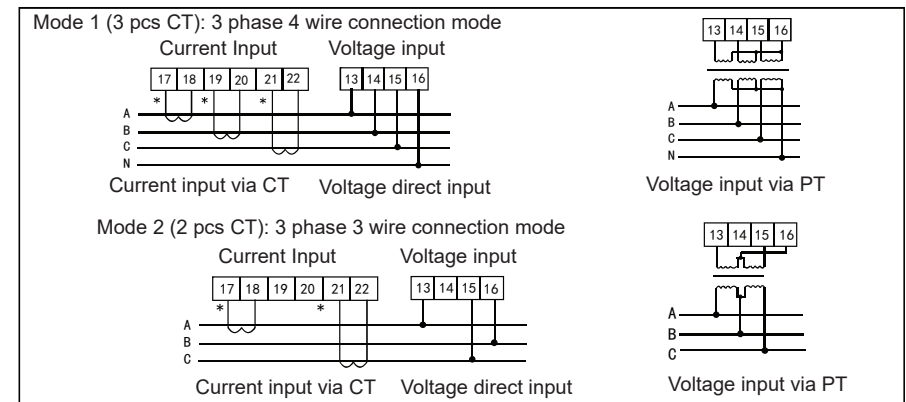 Mode 1 (3 pcs CT): 3 phase 4 wire connection mode
Current Input
Voltage input
17 18 19 20 21 22
13 14 15 16
13 14 15 16
* * *
A
B
C
N
A
B
C
N
Current input via CT
Voltage direct input
Voltage input via PT
Mode 2 (2 pcs CT): 3 phase 3 wire connection mode
Current Input
Voltage input
17 18 19 20 21 22
13 14 15 16
13 14 15 16
* *
A
B
C
A
B
C
Current input via CT
Voltage direct input
Voltage input via PT